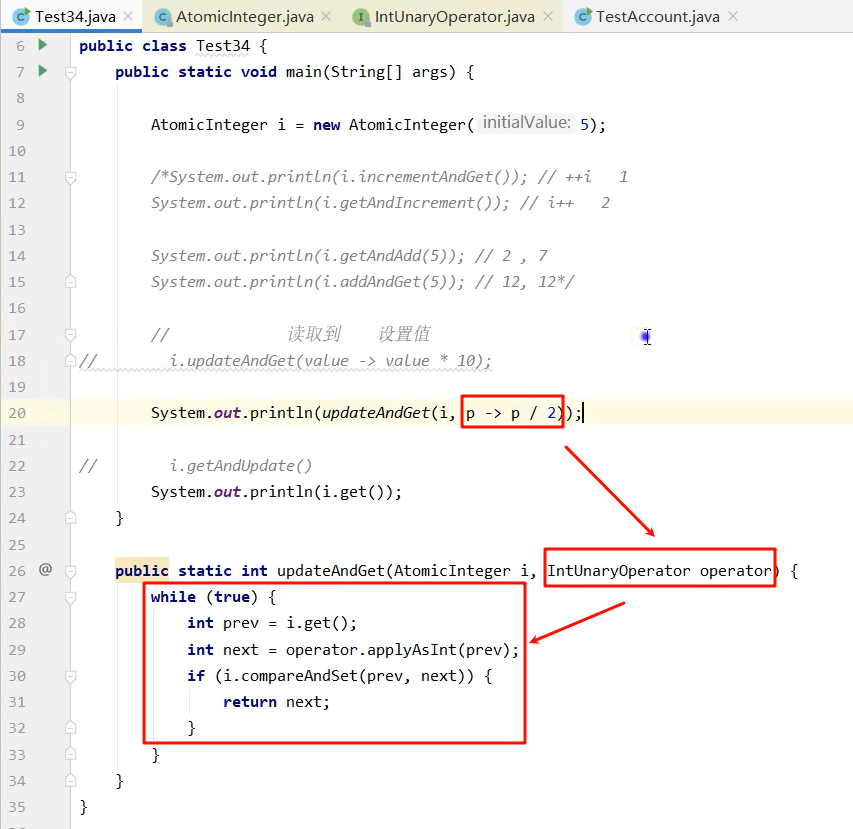 Test34.java × AtomicInteger.java × IntUnaryOperator.java × TestAccount.java ×
6 public class Test34 {
7 public static void main(String[] args) {
8
9 AtomicInteger i = new AtomicInteger( initialValue: 5);
10
11 /*System.out.println(i.incrementAndGet()); // ++i 1
12 System.out.println(i.getAndIncrement()); // i++ 2
13
14 System.out.println(i.getAndAdd(5)); // 2 , 7
15 System.out.println(i.addAndGet(5)); // 12, 12*/
16
17 // 读取到 设置值
18 // i.updateAndGet(value -> value * 10);
19
20 System.out.println(updateAndGet(i, p -> p / 2));
21
22 // i.getAndUpdate()
23 System.out.println(i.get());
24 }
25
26 @ public static int updateAndGet(AtomicInteger i, IntUnaryOperator operator) {
27 while (true) {
28 int prev = i.get();
29 int next = operator.applyAsInt(prev);
30 if (i.compareAndSet(prev, next)) {
31 return next;
32 }
33 }
34 }
35 }